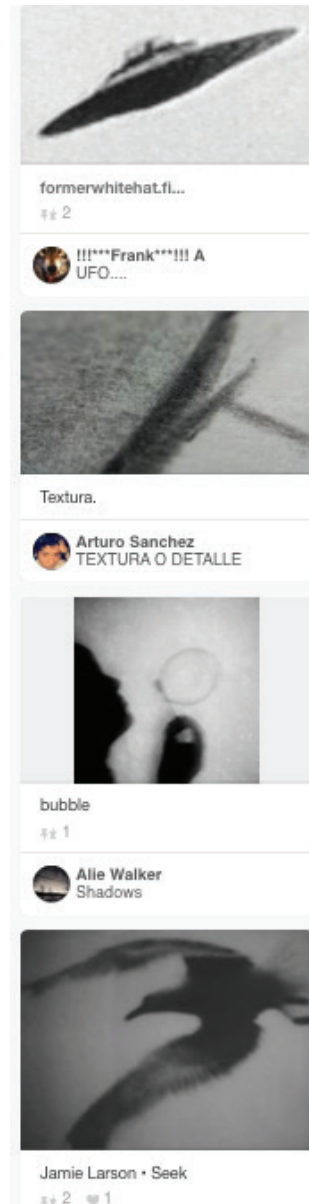 formerwhitehat.fi...
2
!!!***Frank***!!! A
UFO....
Textura.
Arturo Sanchez
TEXTURA O DETALLE
bubble
1
Alie Walker
Shadows
Jamie Larson • Seek
2 1